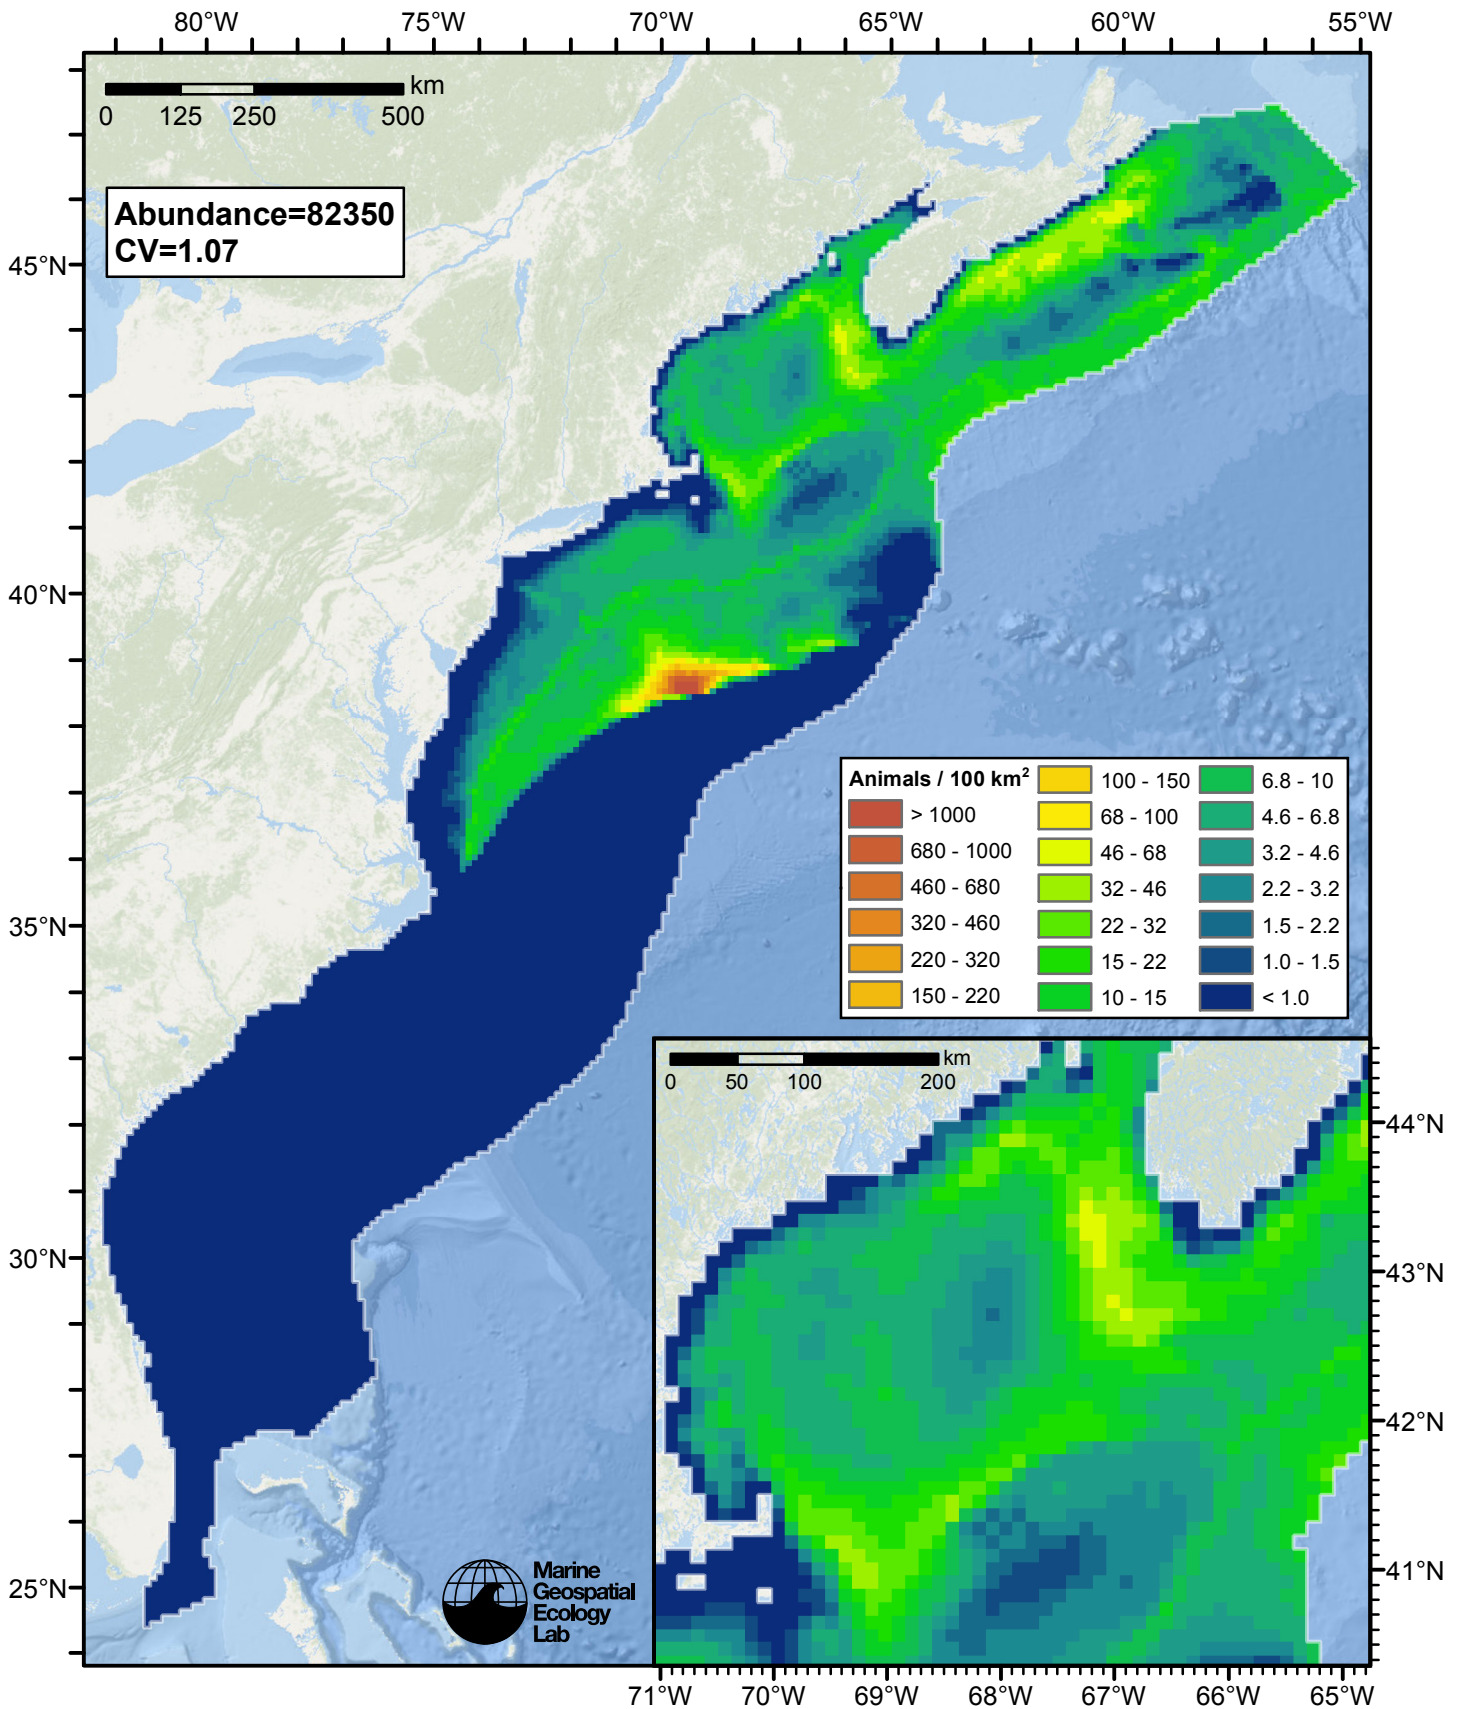 80°W 75°W 70°W 65°W 60°W 55°W
km
0 125 250 500
Abundance=82350
CV=1.07
45°N
40°N
35°N
30°N
25°N
Animals / 100 km²
> 1000
680 - 1000
460 - 680
320 - 460
220 - 320
150 - 220
100 - 150
68 - 100
46 - 68
32 - 46
22 - 32
15 - 22
10 - 15
6.8 - 10
4.6 - 6.8
3.2 - 4.6
2.2 - 3.2
1.5 - 2.2
1.0 - 1.5
< 1.0
km
0 50 100 200
44°N
43°N
42°N
41°N
Marine
Geospatial
Ecology
Lab
71°W 70°W 69°W 68°W 67°W 66°W 65°W